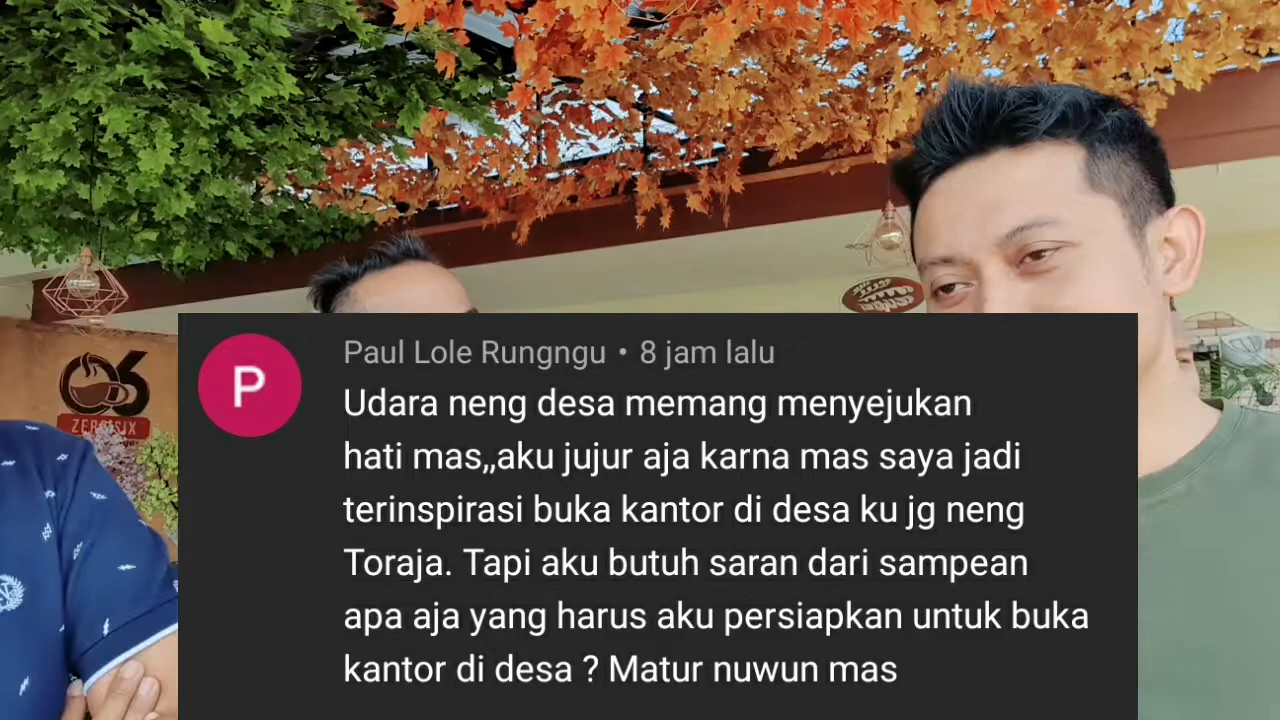 06
ZEROSIX
P
Paul Lole Rungngu • 8 jam lalu
Udara neng desa memang menyejukan
hati mas,,aku jujur aja karna mas saya jadi
terinspirasi buka kantor di desa ku jg neng
Toraja. Tapi aku butuh saran dari sampean
apa aja yang harus aku persiapkan untuk buka
kantor di desa ? Matur nuwun mas